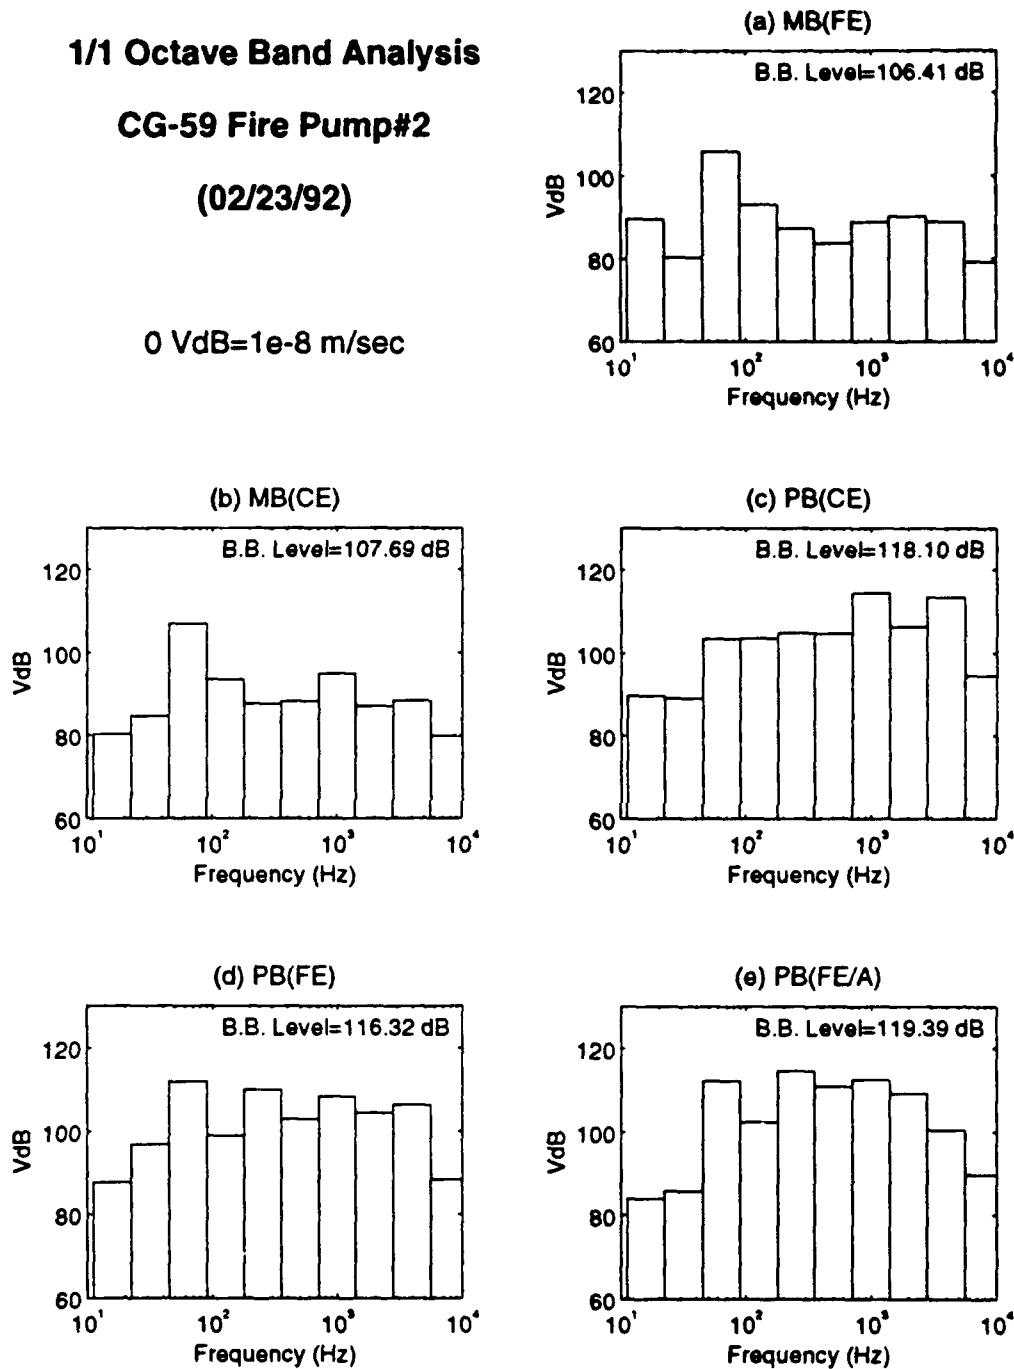 1/1 Octave Band Analysis
CG-59 Fire Pump#2
(02/23/92)
0 VdB=1e-8 m/sec
(a) MB(FE)
B.B. Level=106.41 dB
120
100
80
60
VdB
10¹ 10² 10³ 10⁴
Frequency (Hz)
(b) MB(CE)
B.B. Level=107.69 dB
120
100
80
60
VdB
10¹ 10² 10³ 10⁴
Frequency (Hz)
(c) PB(CE)
B.B. Level=118.10 dB
120
100
80
60
VdB
10¹ 10² 10³ 10⁴
Frequency (Hz)
(d) PB(FE)
B.B. Level=116.32 dB
120
100
80
60
VdB
10¹ 10² 10³ 10⁴
Frequency (Hz)
(e) PB(FE/A)
B.B. Level=119.39 dB
120
100
80
60
VdB
10¹ 10² 10³ 10⁴
Frequency (Hz)